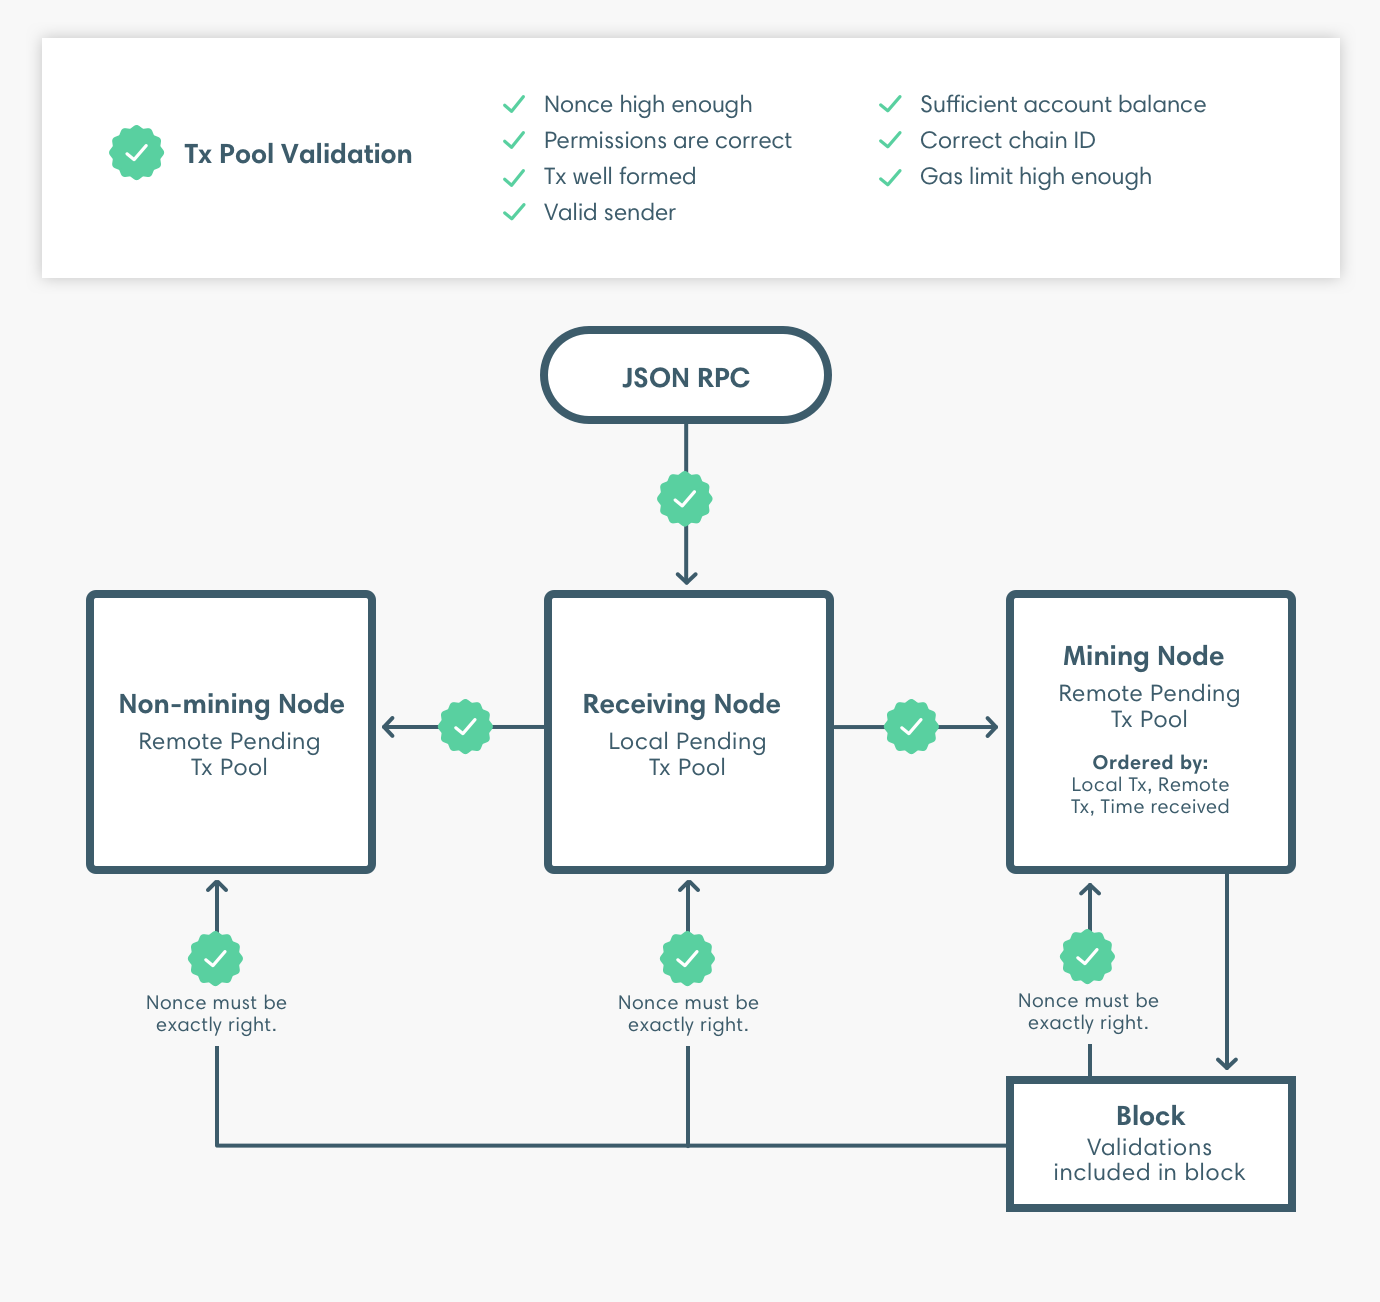 Tx Pool Validation
Nonce high enough
Permissions are correct
Tx well formed
Valid sender
Sufficient account balance
Correct chain ID
Gas limit high enough
JSON RPC
Non-mining Node
Remote Pending
Tx Pool
Receiving Node
Local Pending
Tx Pool
Mining Node
Remote Pending
Tx Pool
Ordered by:
Local Tx, Remote
Tx, Time received
Nonce must be
exactly right.
Nonce must be
exactly right.
Nonce must be
exactly right.
Block
Validations
included in block